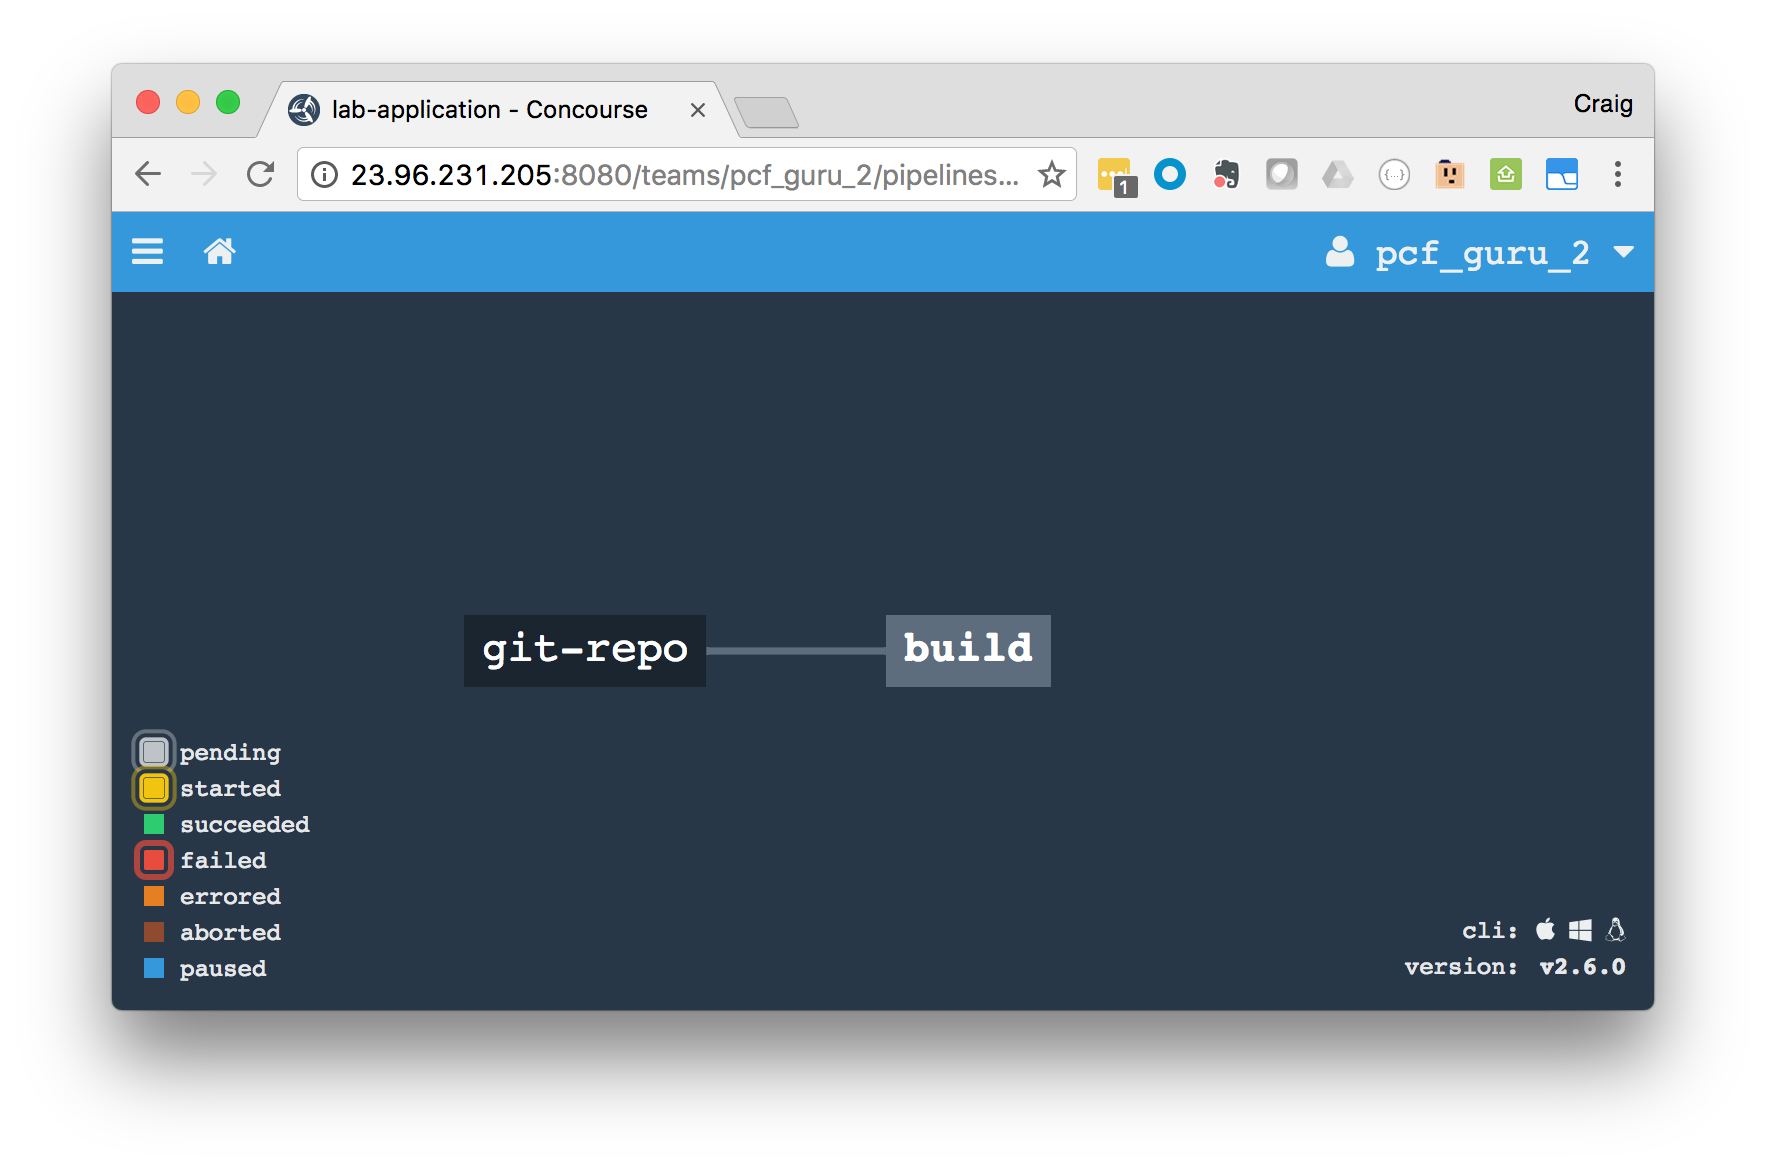 lab-application - Concourse
Craig
23.96.231.205:8080/teams/pcf_guru_2/pipelines...
1
{...}
pcf_guru_2
git-repo
build
pending
started
succeeded
failed
errored
aborted
paused
cli:
version: v2.6.0